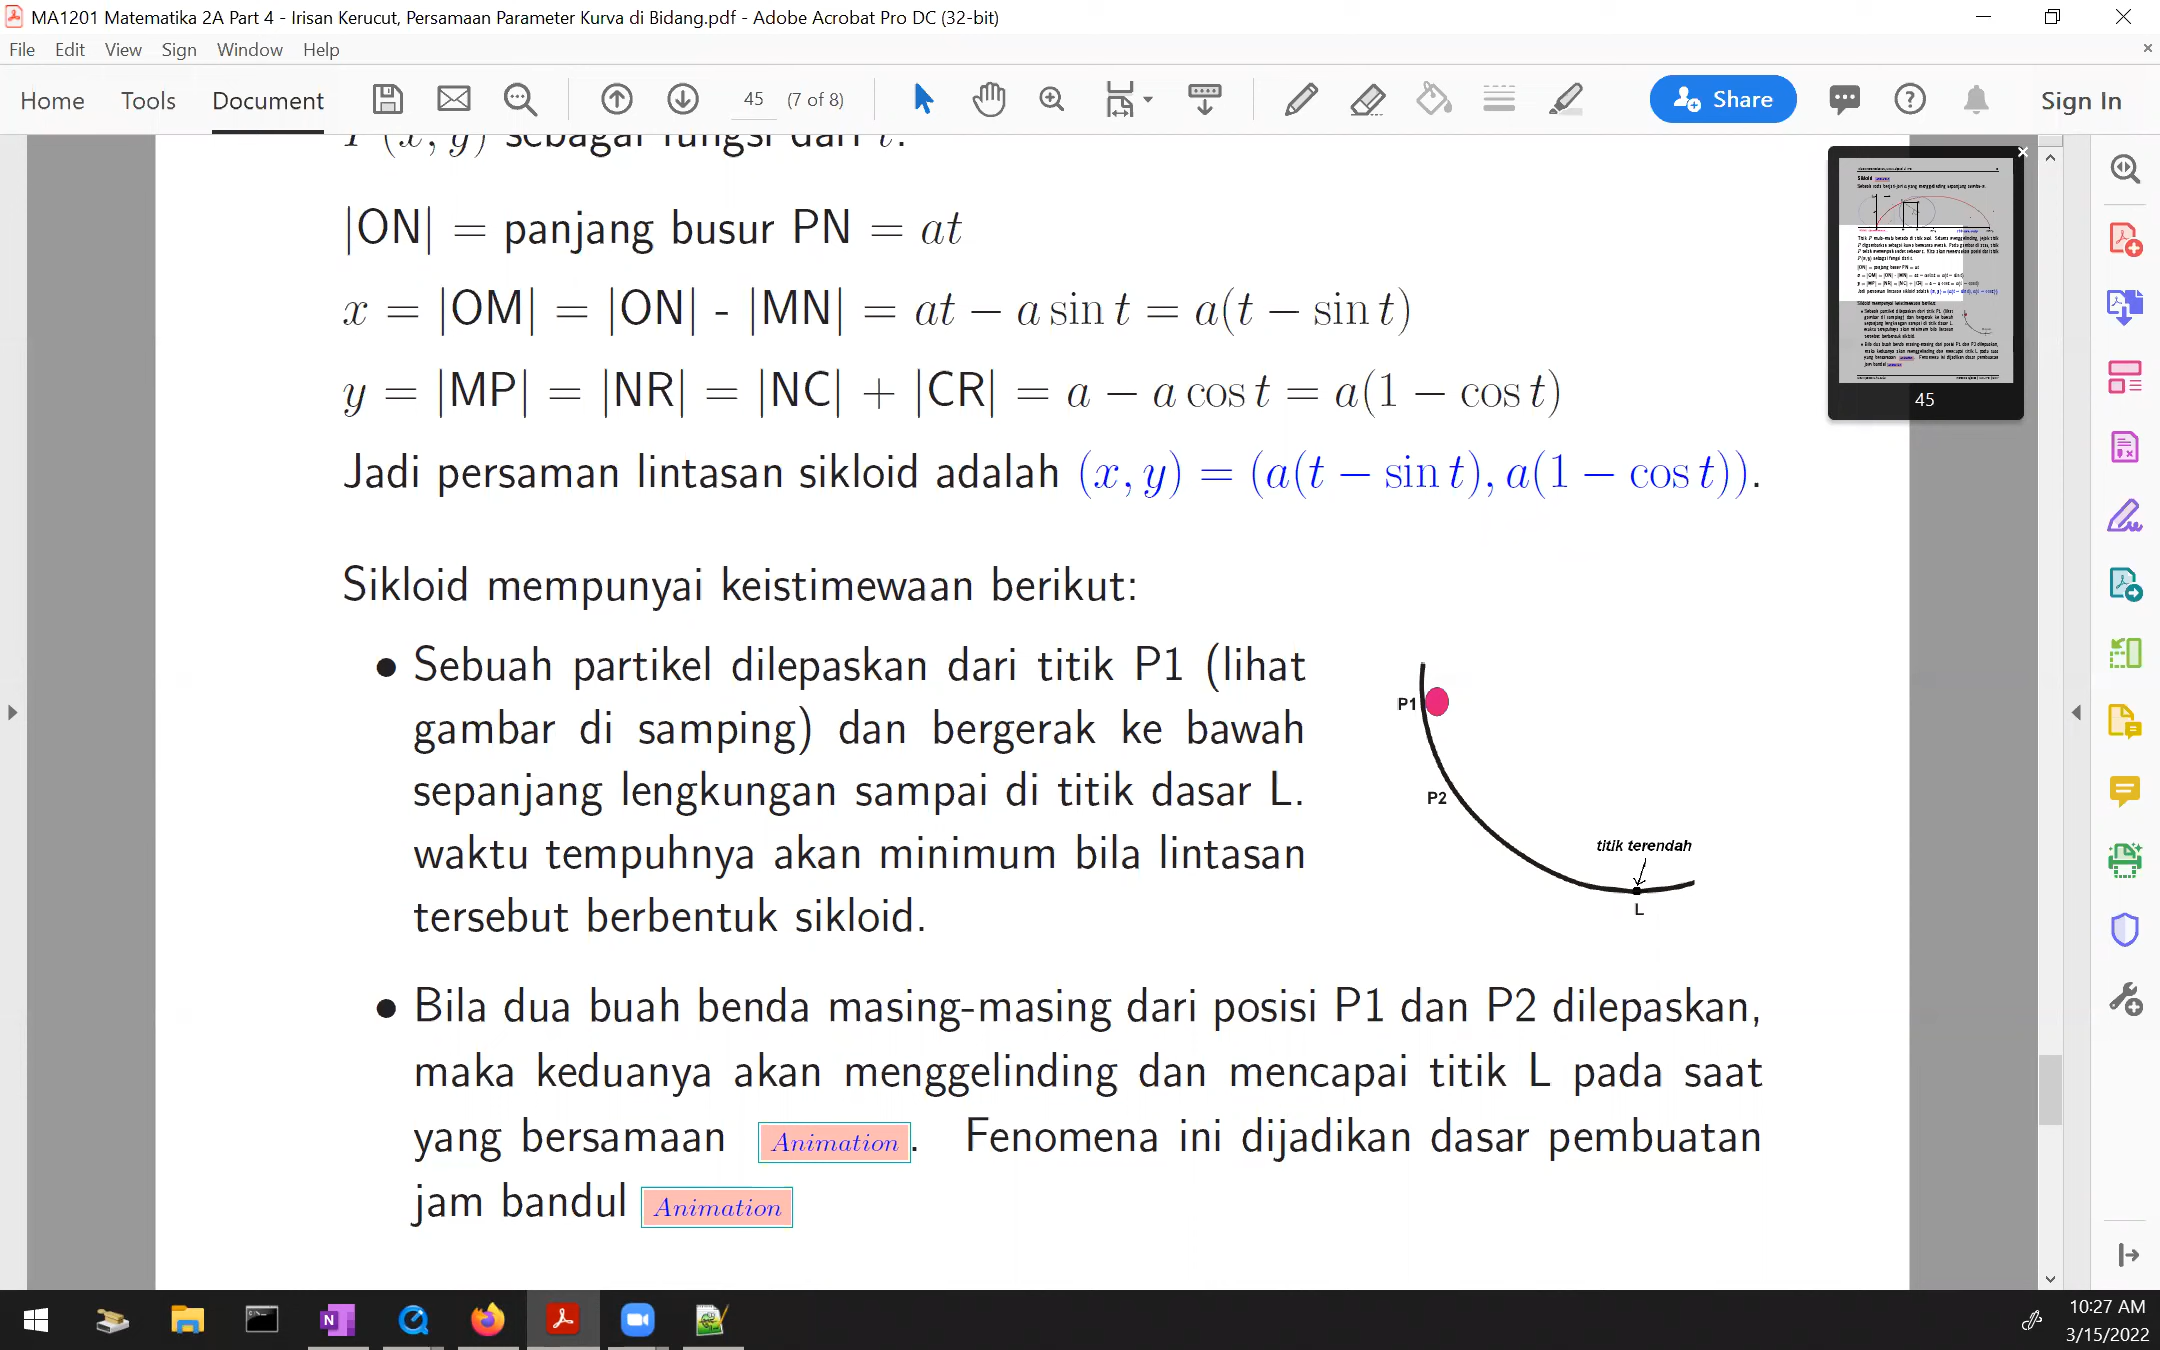 MA1201 Matematika 2A Part 4 - Irisan Kerucut, Persamaan Parameter Kurva di Bidang.pdf - Adobe Acrobat Pro DC (32-bit)
File Edit View Sign Window Help
Home Tools Document 45 (7 of 8) Share Sign In
P(x, y) sebagai fungsi dari t.
|ON| = panjang busur PN = at
x = |OM| = |ON| - |MN| = at − a sin t = a(t − sin t)
y = |MP| = |NR| = |NC| + |CR| = a − a cos t = a(1 − cos t)
Jadi persaman lintasan sikloid adalah (x, y) = (a(t − sin t), a(1 − cos t)).
Sikloid mempunyai keistimewaan berikut:
• Sebuah partikel dilepaskan dari titik P1 (lihat
gambar di samping) dan bergerak ke bawah
sepanjang lengkungan sampai di titik dasar L.
waktu tempuhnya akan minimum bila lintasan
tersebut berbentuk sikloid.
P1
P2
titik terendah
L
• Bila dua buah benda masing-masing dari posisi P1 dan P2 dilepaskan,
maka keduanya akan menggelinding dan mencapai titik L pada saat
yang bersamaan Animation. Fenomena ini dijadikan dasar pembuatan
jam bandul Animation
45
10:27 AM
3/15/2022